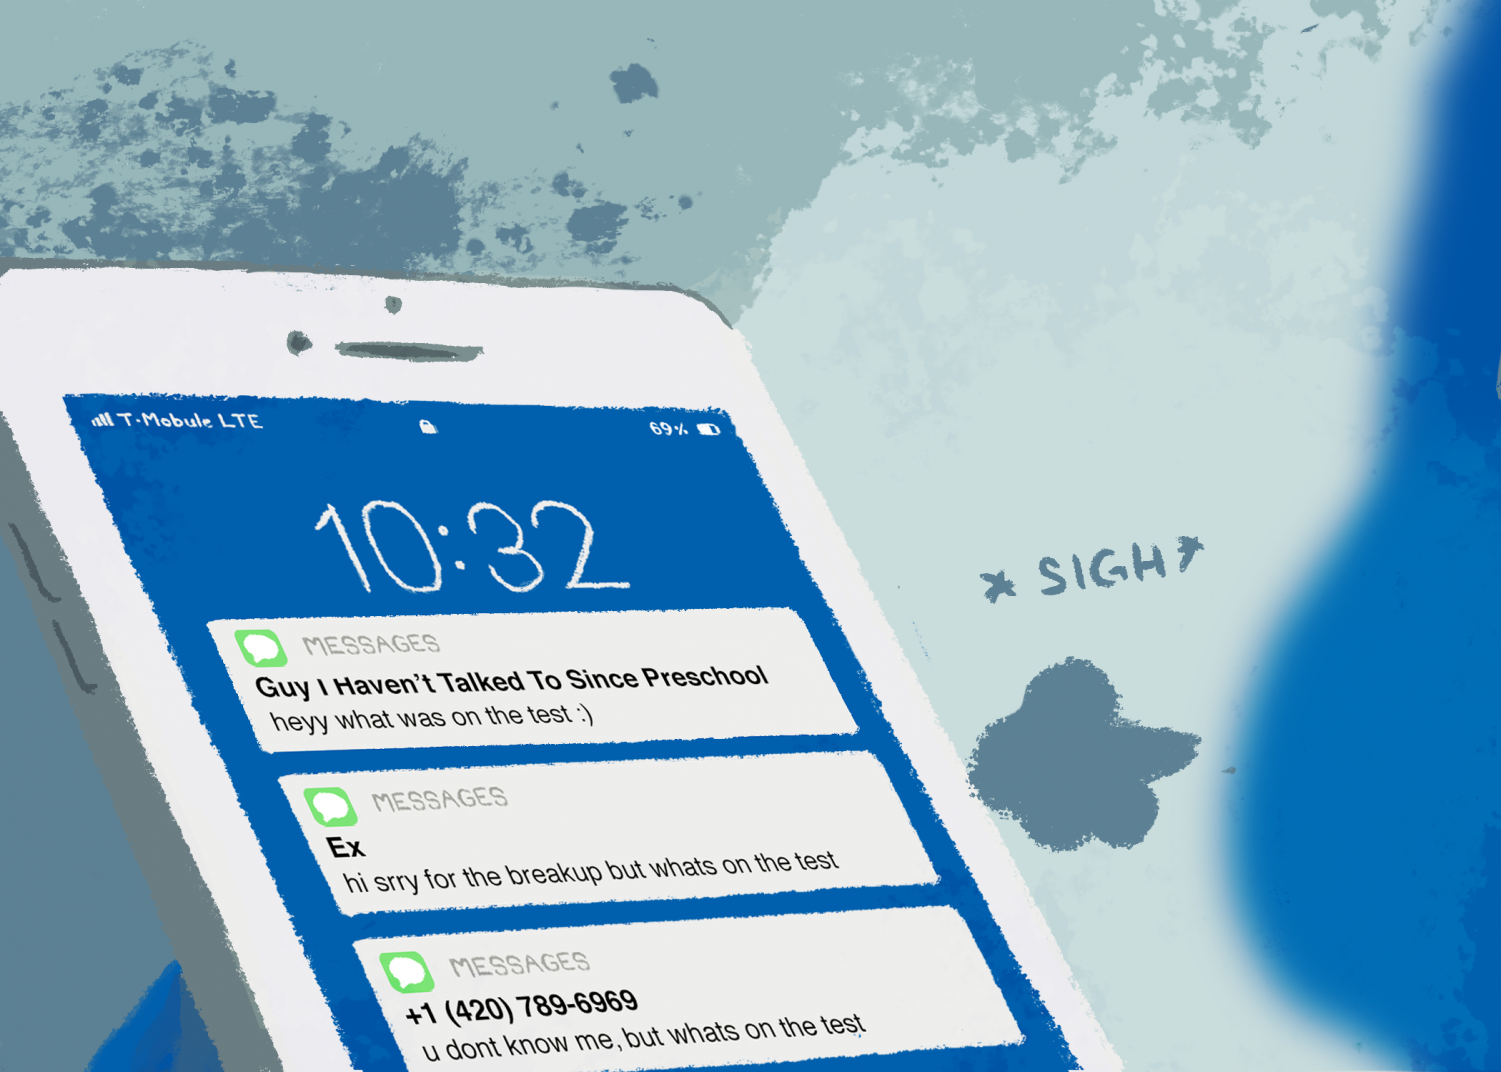 T-Mobule LTE 69%
10:32
MESSAGES
Guy I Haven't Talked To Since Preschool
heyy what was on the test :)
MESSAGES
Ex
hi srry for the breakup but whats on the test
MESSAGES
+1 (420) 789-6969
u dont know me, but whats on the test
* SIGH *